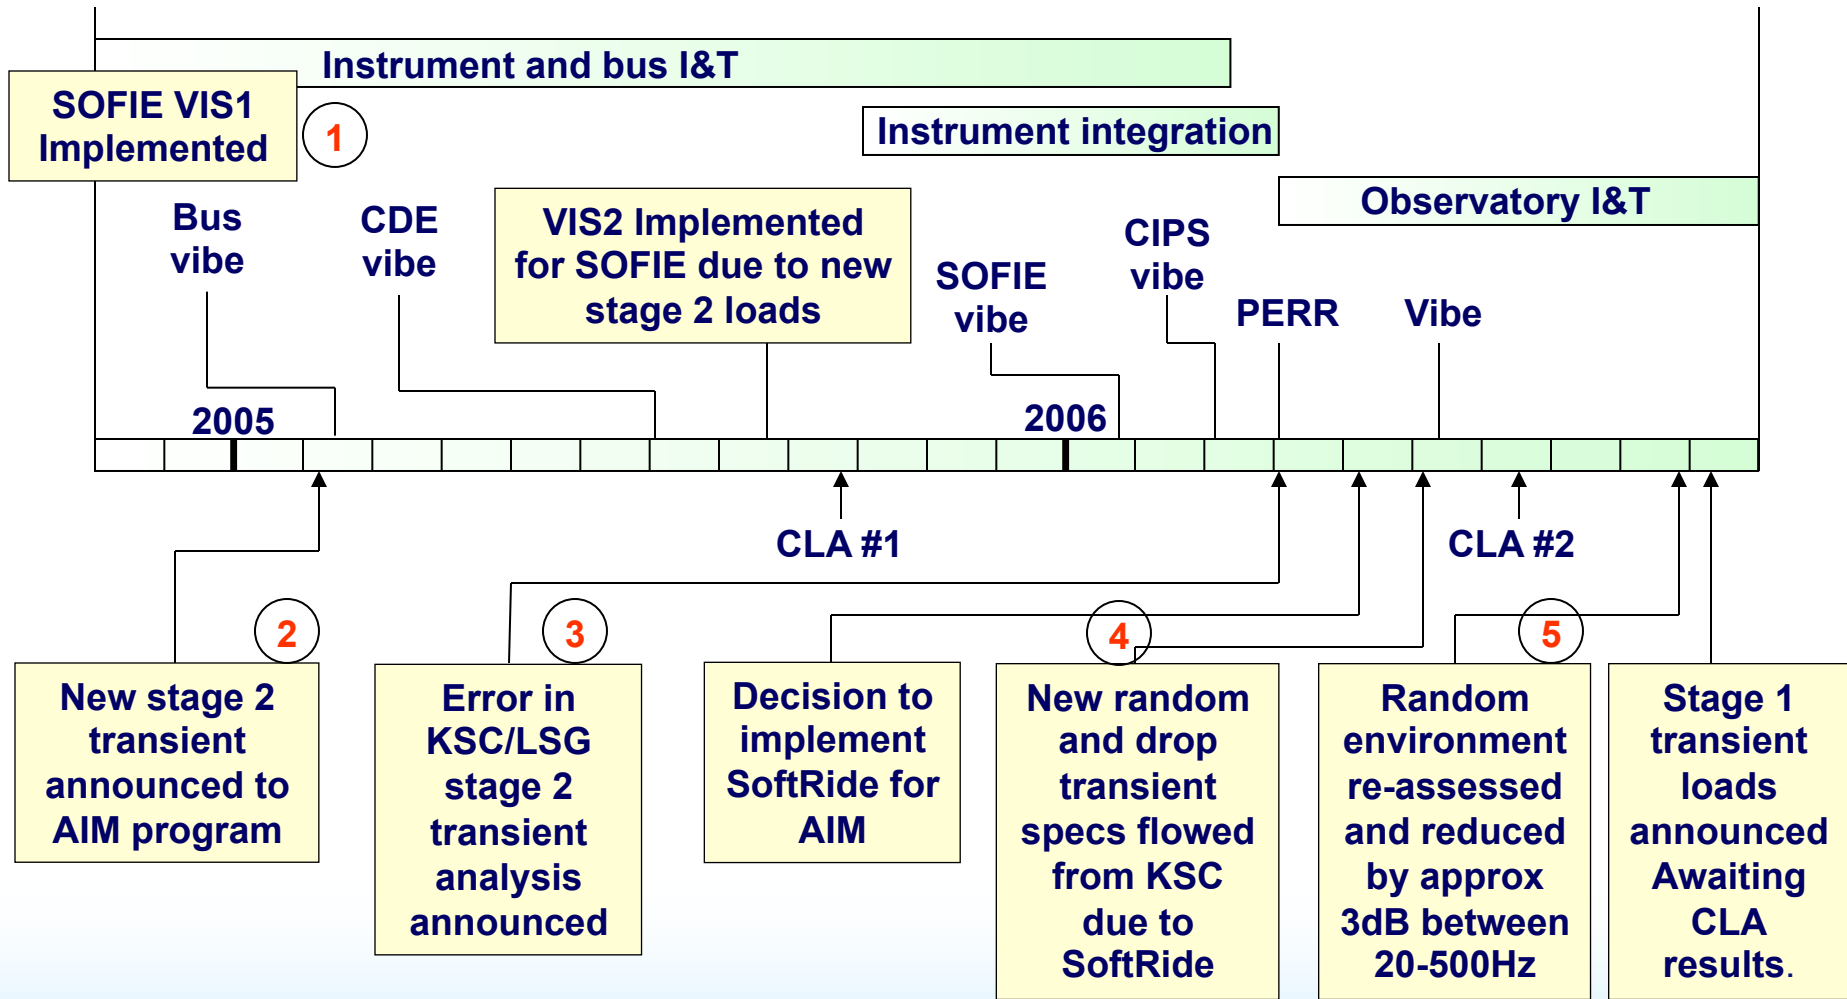 Instrument and bus I&T
SOFIE VIS1
Implemented
1
Instrument integration
Observatory I&T
Bus
vibe
CDE
vibe
VIS2 Implemented
for SOFIE due to new
stage 2 loads
SOFIE
vibe
CIPS
vibe
PERR
Vibe
2005
2006
CLA #1
CLA #2
2
New stage 2
transient
announced to
AIM program
3
Error in
KSC/LSG
stage 2
transient
analysis
announced
Decision to
implement
SoftRide for
AIM
4
New random
and drop
transient
specs flowed
from KSC
due to
SoftRide
5
Random
environment
re-assessed
and reduced
by approx
3dB between
20-500Hz
Stage 1
transient
loads
announced
Awaiting
CLA
results.